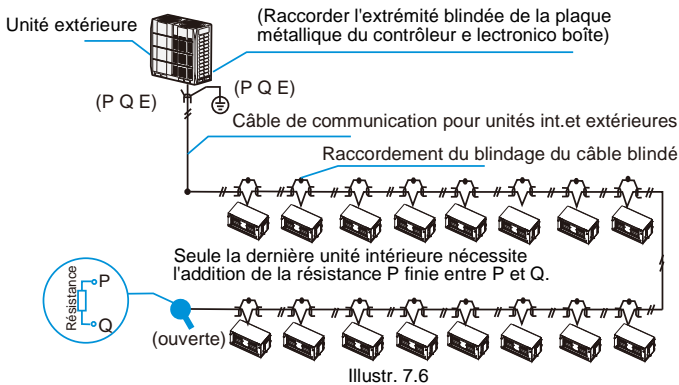 Unité extérieure
(Raccorder l'extrémité blindée de la plaque
métallique du contrôleur e lectronico boîte)
(P Q E)
(P Q E)
Câble de communication pour unités int.et extérieures
Raccordement du blindage du câble blindé
Seule la dernière unité intérieure nécessite
l'addition de la résistance P finie entre P et Q.
Résistance
P
Q
(ouverte)
Illustr. 7.6